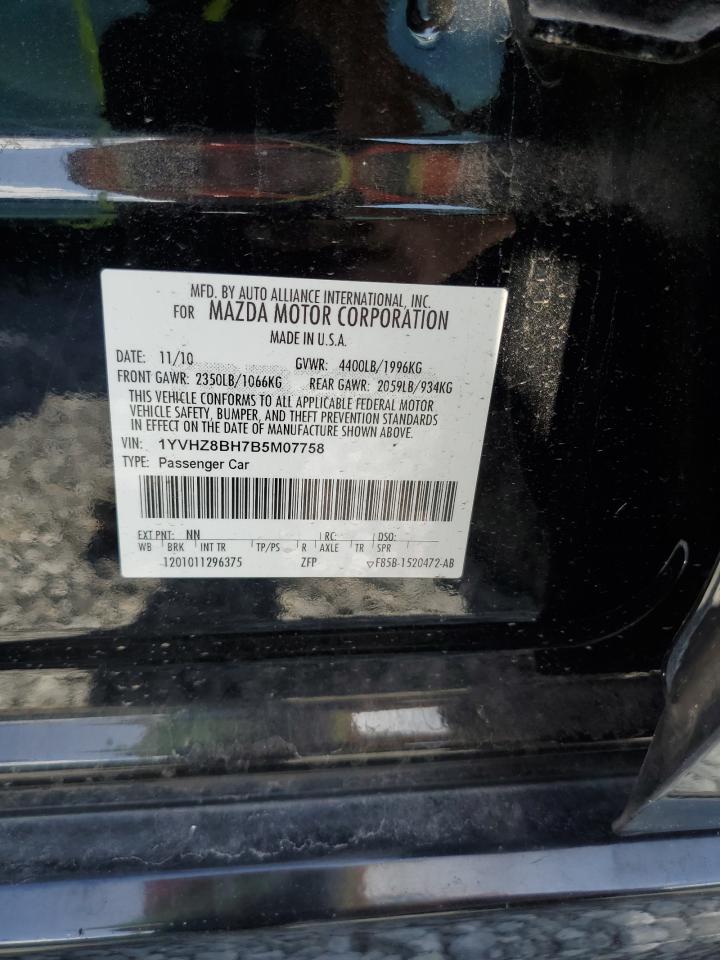 MFD. BY AUTO ALLIANCE INTERNATIONAL, INC.
FOR MAZDA MOTOR CORPORATION
MADE IN U.S.A.
DATE: 11/10 GVWR: 4400LB/1996KG
FRONT GAWR: 2350LB/1066KG REAR GAWR: 2059LB/934KG
THIS VEHICLE CONFORMS TO ALL APPLICABLE FEDERAL MOTOR
VEHICLE SAFETY, BUMPER, AND THEFT PREVENTION STANDARDS
IN EFFECT ON THE DATE OF MANUFACTURE SHOWN ABOVE.
VIN: 1YVHZ8BH7B5M07758
TYPE: Passenger Car
EXT PNT: NN RC: DSO:
WB BRK INT TR TP/PS R AXLE TR SPR
1201011296375 ZFP ▽F85B-1520472-AB